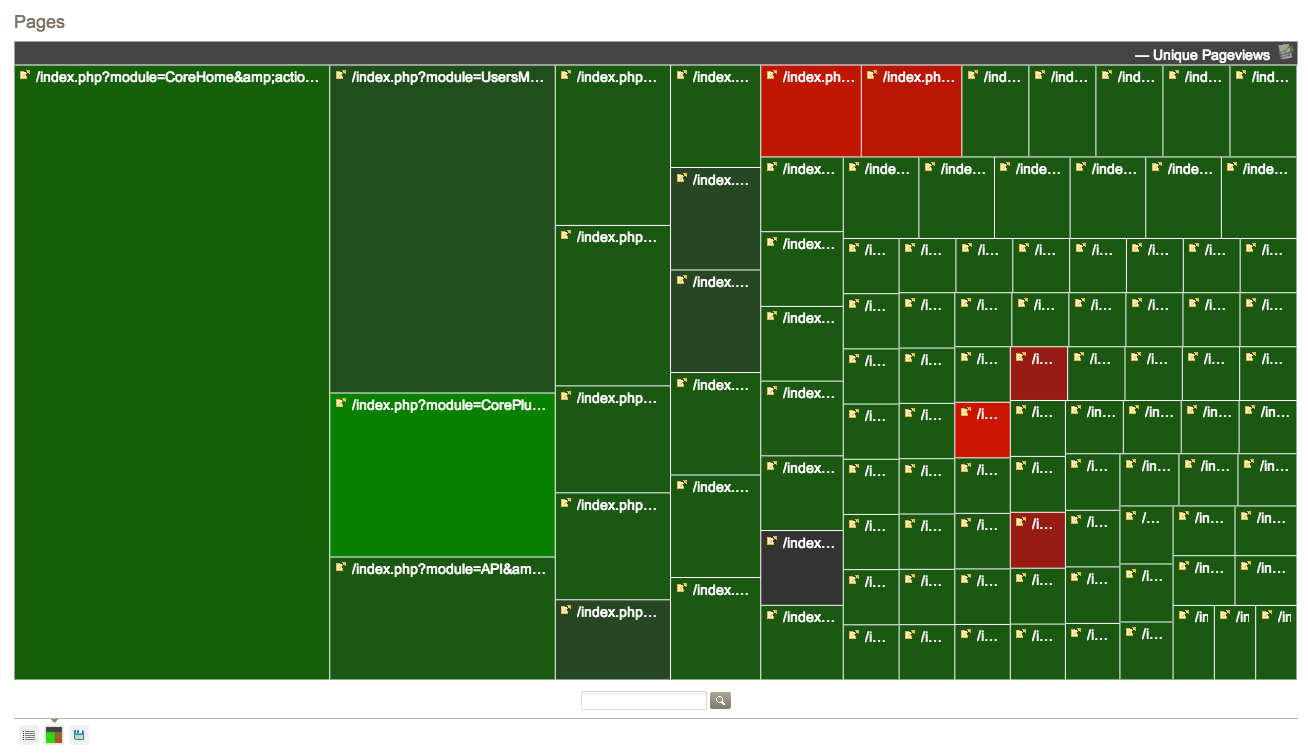 Pages
— Unique Pageviews
/index.php?module=CoreHome&amp;actio…
/index.php?module=UsersM…
/index.php?module=CorePlu…
/index.php?module=API&am…
/index.php…
/index.php…
/index.php…
/index.php…
/index.php…
/index.…
/index.…
/index.…
/index.…
/index.…
/index.…
/index.ph… /index.ph… /ind… /ind… /ind… /ind… /ind…
/index…
/index…
/index…
/index…
/index…
/index…
/index…
/inde… /inde… /inde… /inde… /inde… /inde…
/i… /i… /i… /i… /i… /i… /i… /i…
/i… /i… /i… /i… /i… /i… /i… /i…
/i… /i… /i… /i… /i… /i… /i… /i…
/i… /i… /i… /i… /in… /in… /in… /in…
/i… /i… /i… /i… /i… /in… /in… /in…
/i… /i… /i… /i… /i… /… /in… /in…
/i… /i… /i… /i… /i… /i… /in… /in…
/i… /i… /i… /i… /i… /i… /in /in /in